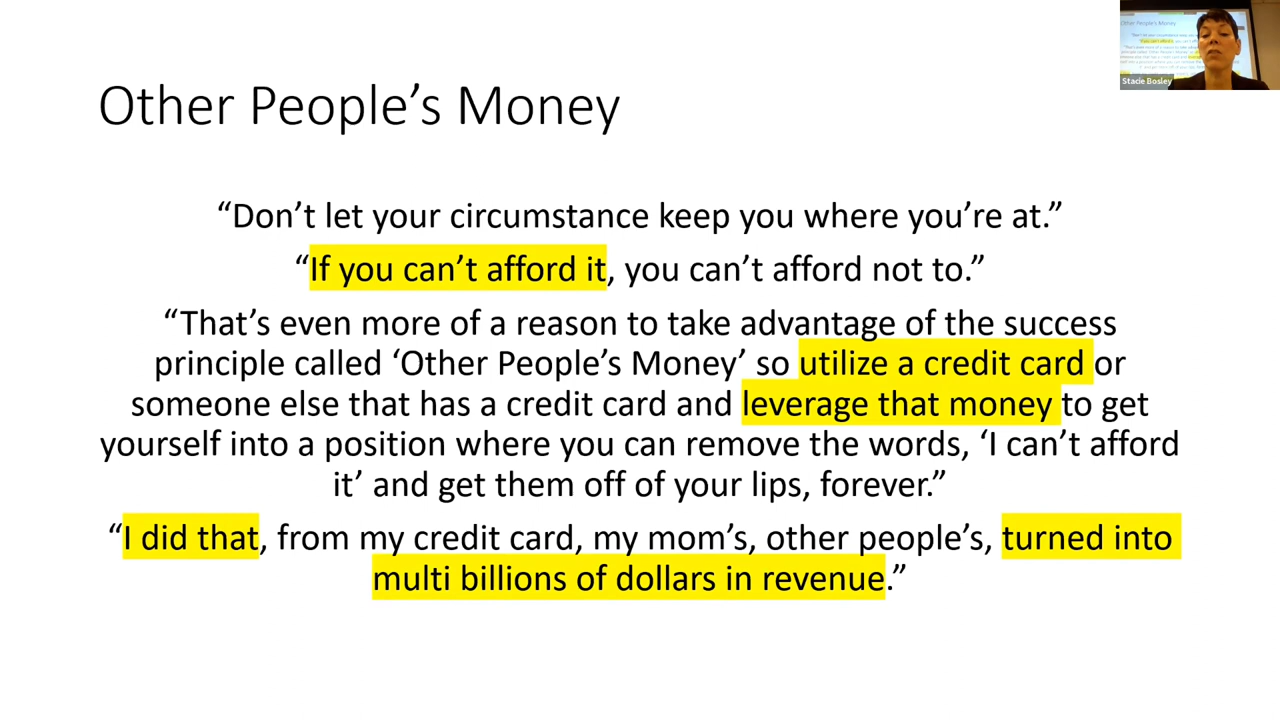 Other People’s Money
“Don’t let your circumstance keep you where you’re at.”
“If you can’t afford it, you can’t afford not to.”
“That’s even more of a reason to take advantage of the success
principle called ‘Other People’s Money’ so utilize a credit card or
someone else that has a credit card and leverage that money to get
yourself into a position where you can remove the words, ‘I can’t afford
it’ and get them off of your lips, forever.”
“I did that, from my credit card, my mom’s, other people’s, turned into
multi billions of dollars in revenue.”
Other People's Money
Stacie Bosley